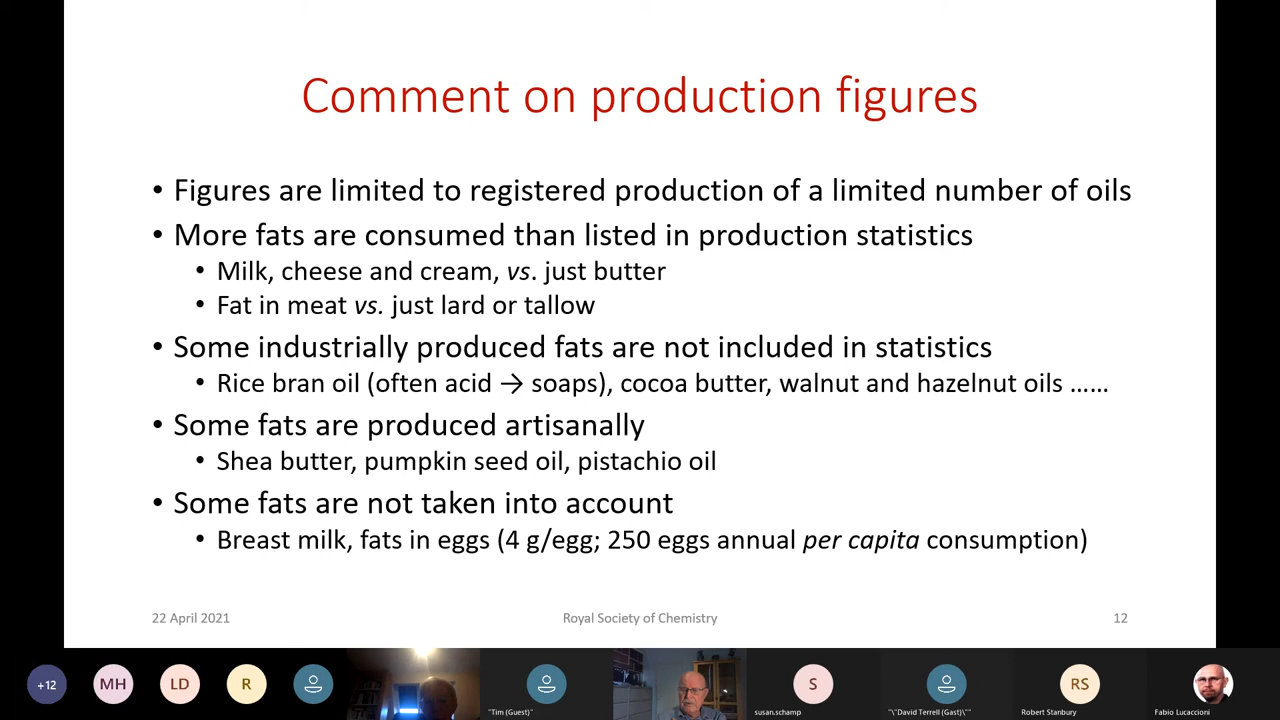 Comment on production figures
• Figures are limited to registered production of a limited number of oils
• More fats are consumed than listed in production statistics
• Milk, cheese and cream, vs. just butter
• Fat in meat vs. just lard or tallow
• Some industrially produced fats are not included in statistics
• Rice bran oil (often acid → soaps), cocoa butter, walnut and hazelnut oils ……
• Some fats are produced artisanally
• Shea butter, pumpkin seed oil, pistachio oil
• Some fats are not taken into account
• Breast milk, fats in eggs (4 g/egg; 250 eggs annual per capita consumption)
22 April 2021 Royal Society of Chemistry 12
+12 MH LD R S RS
"Tim (Guest)" susan.schamp "\"David Terrell (Gast)\"" Robert Stanbury Fabio Lucaccioni